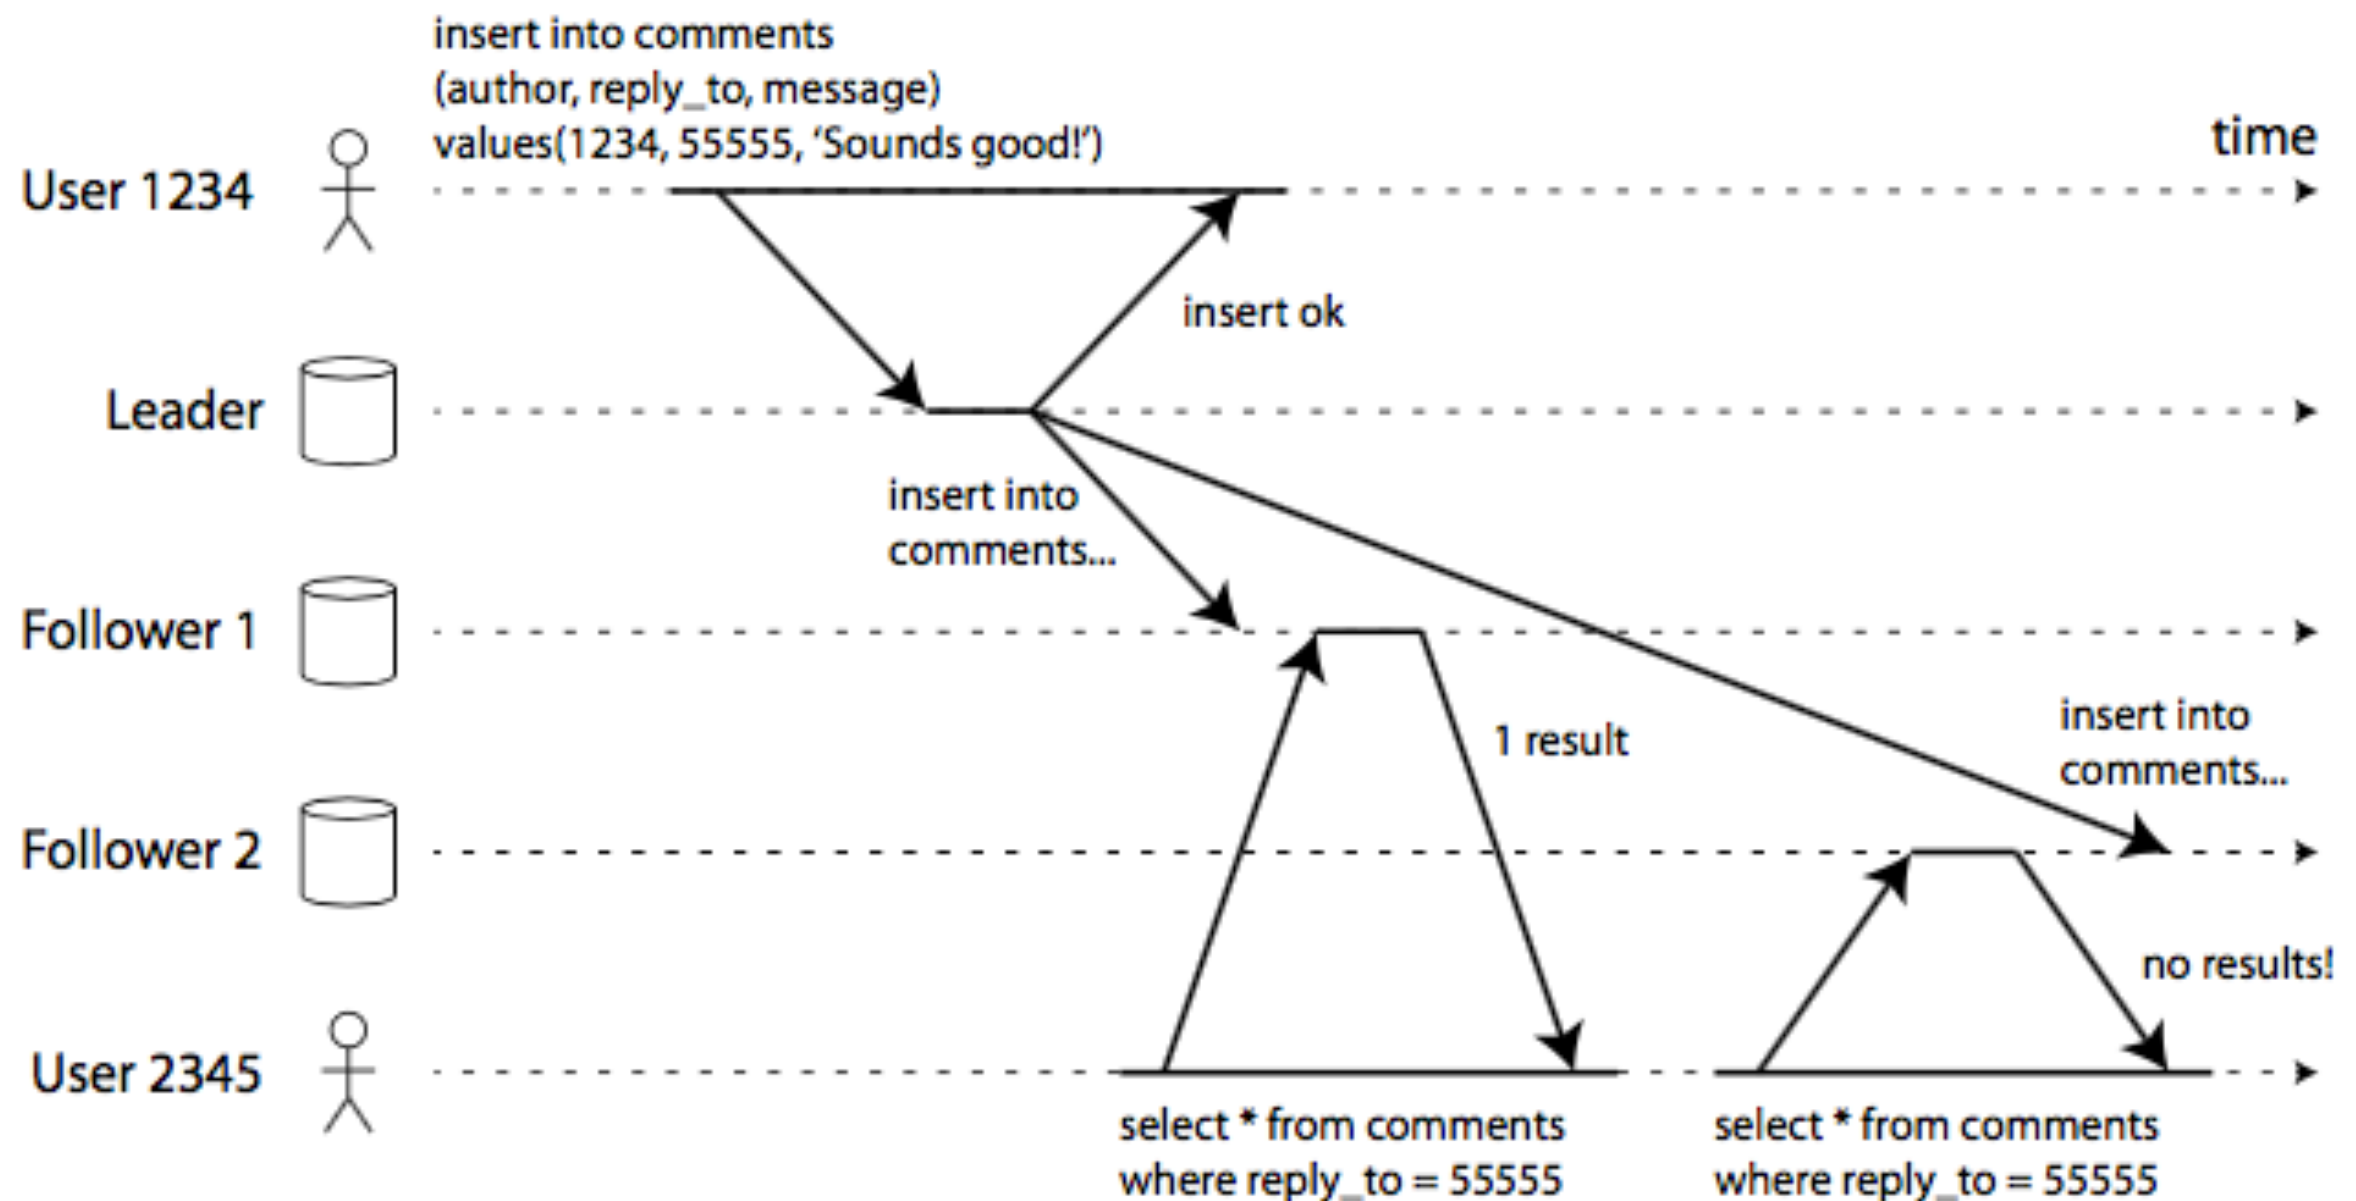 insert into comments
(author, reply_to, message)
values(1234, 55555, ‘Sounds good!’)
time
User 1234
insert ok
Leader
insert into
comments...
Follower 1
1 result
insert into
comments...
Follower 2
no results!
User 2345
select * from comments
where reply_to = 55555
select * from comments
where reply_to = 55555